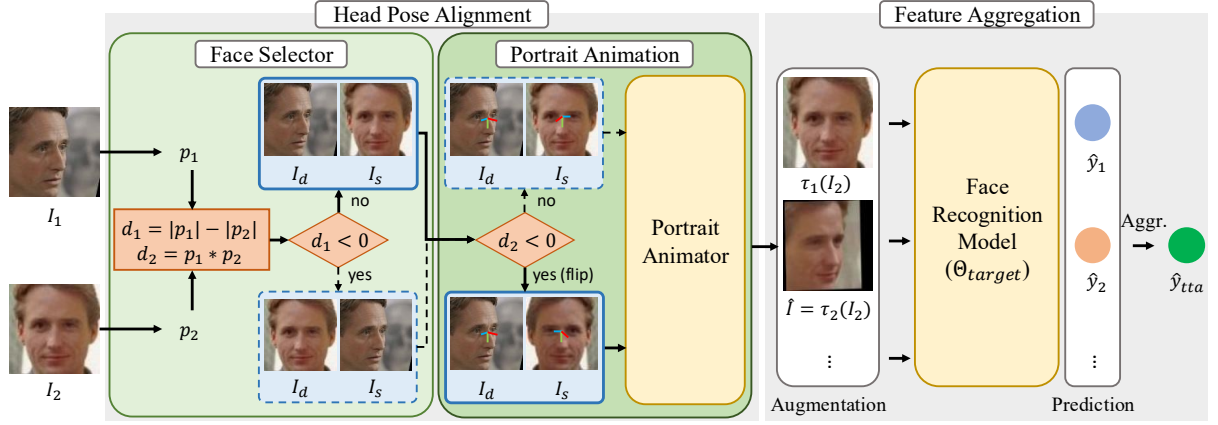 Head Pose Alignment
Feature Aggregation
Face Selector
Portrait Animation
I_1
p_1
d_1 = |p_1| − |p_2|
d_2 = p_1 * p_2
p_2
I_2
I_d I_s
no
d_1 < 0
yes
I_d I_s
I_d I_s
no
d_2 < 0
yes (flip)
I_d I_s
Portrait
Animator
τ_1(I_2)
Î = τ_2(I_2)
⋮
Augmentation
Face
Recognition
Model
(Θ_target)
ŷ_1
ŷ_2
⋮
Prediction
Aggr.
ŷ_tta